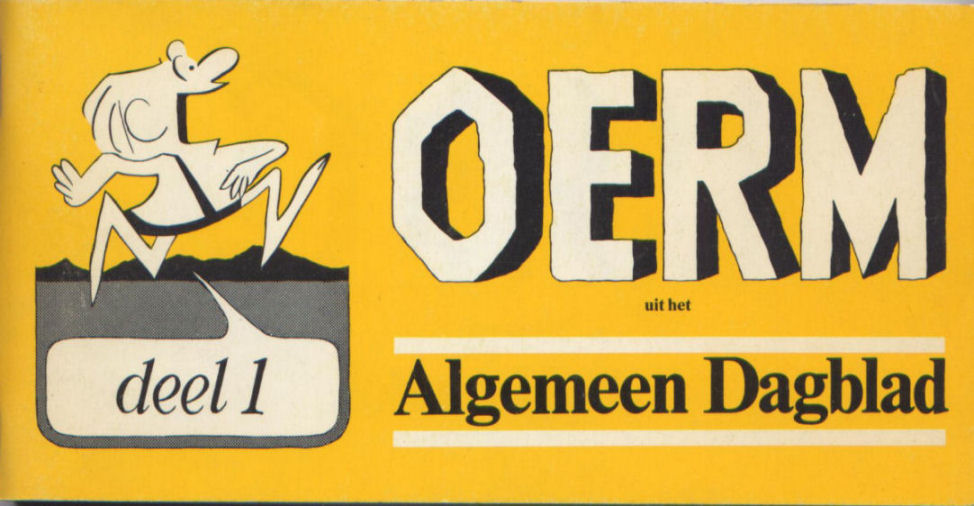 OERM
uit het
Algemeen Dagblad
deel 1